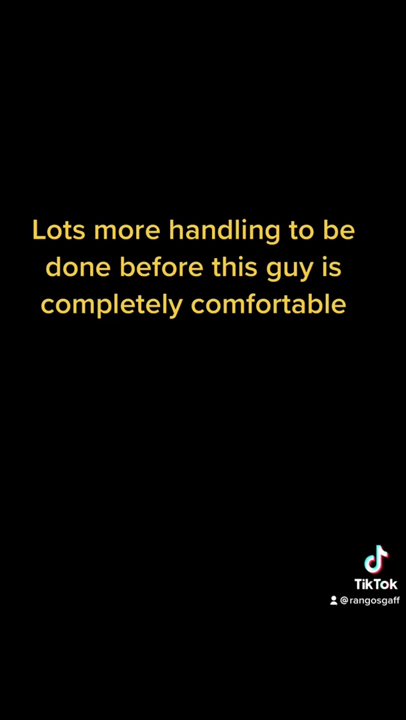 Lots more handling to be
done before this guy is
completely comfortable
TikTok
@rangosgaff